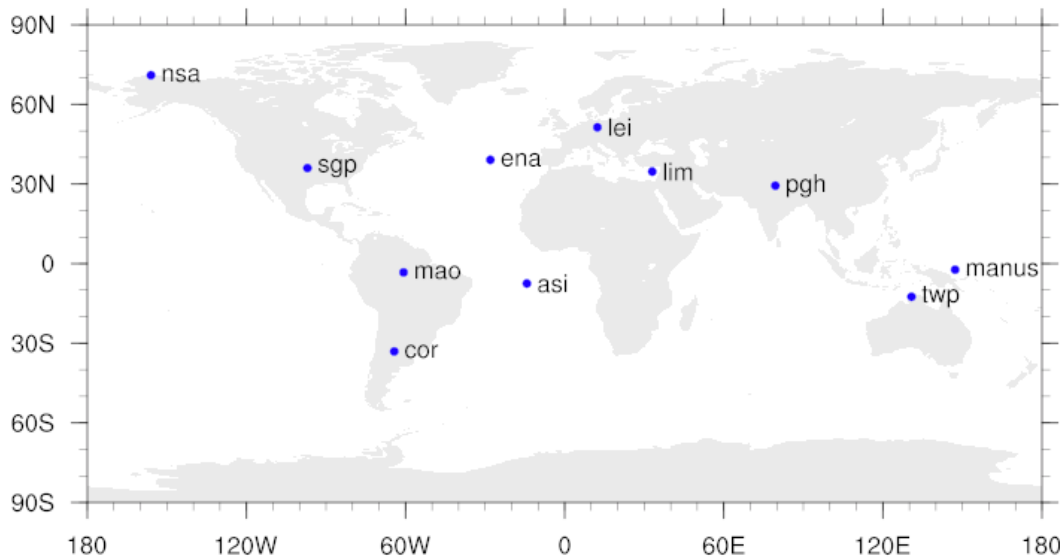 90N
nsa
60N
lei
sgp
ena
lim
30N
pgh
0
mao
asi
manus
twp
30S
cor
60S
90S
180 120W 60W 0 60E 120E 180